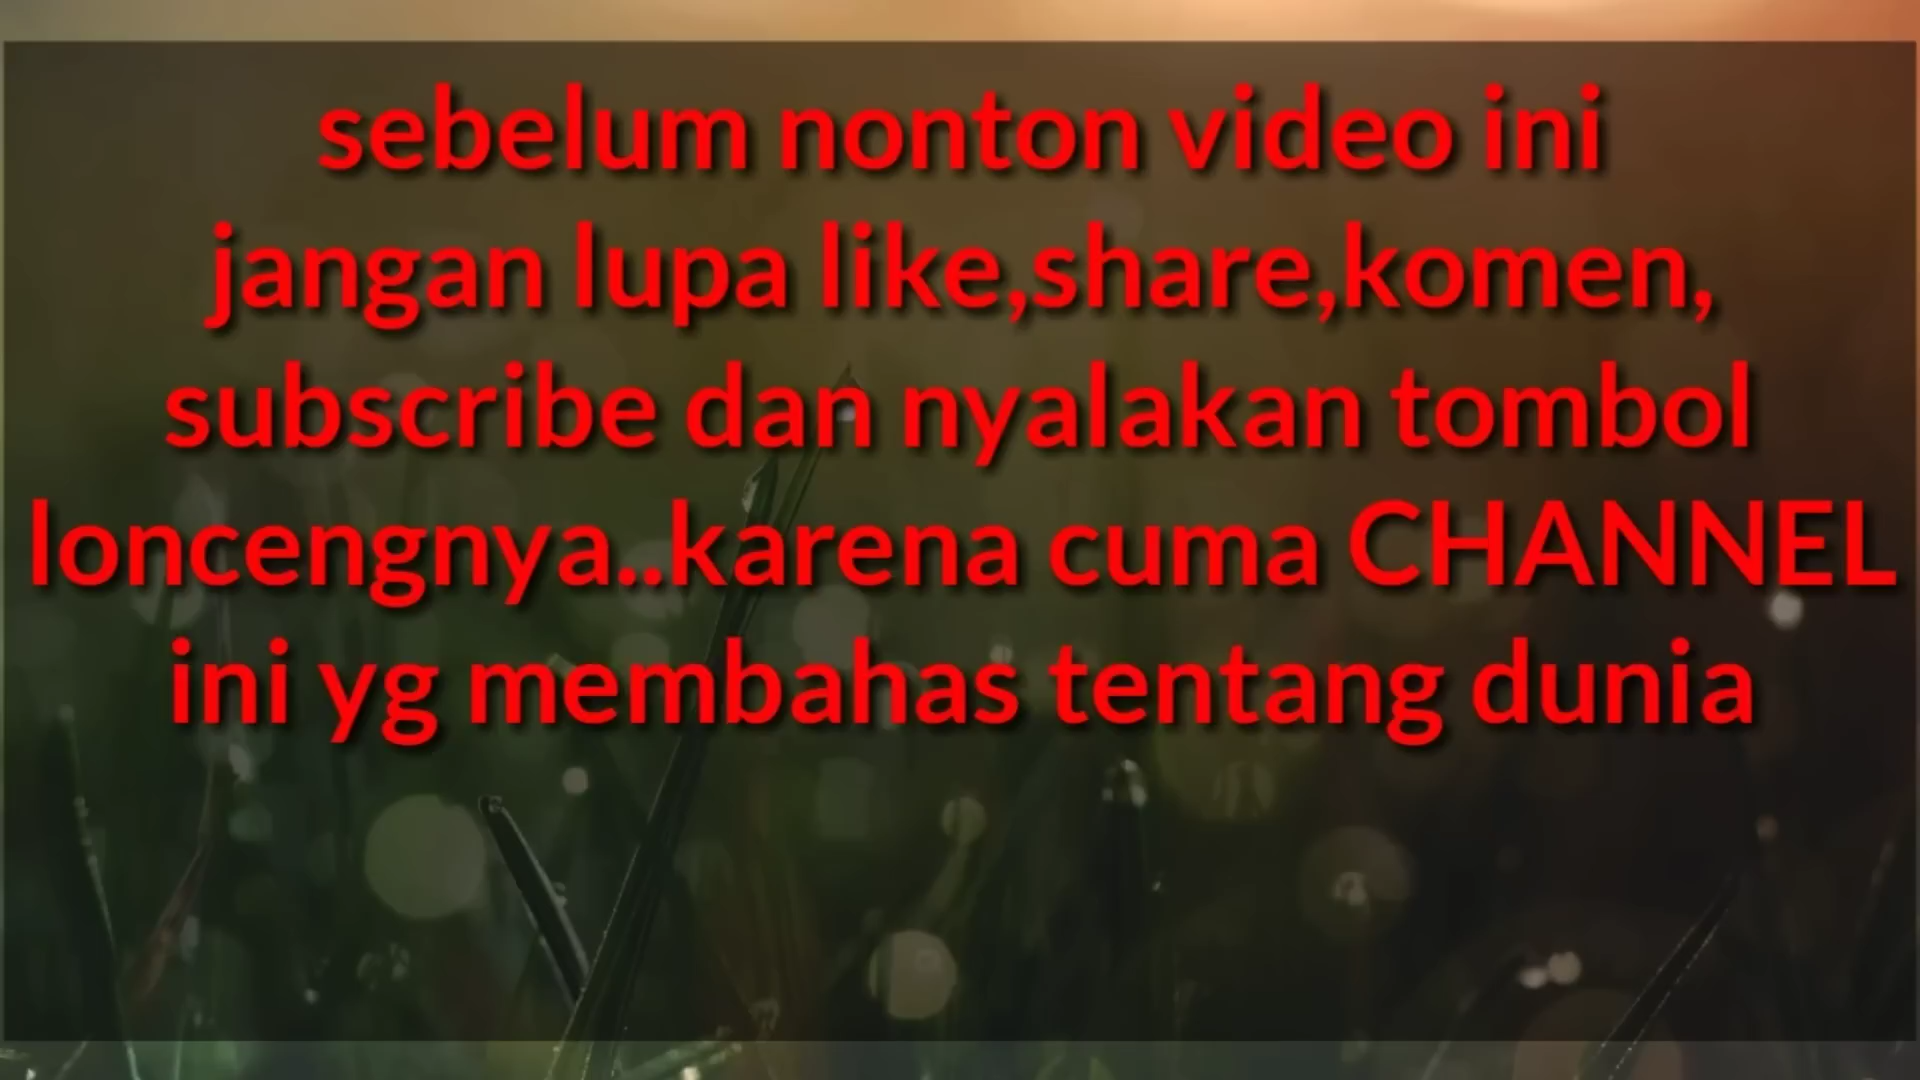 sebelum nonton video ini
jangan lupa like,share,komen,
subscribe dan nyalakan tombol
loncengnya..karena cuma CHANNEL
ini yg membahas tentang dunia